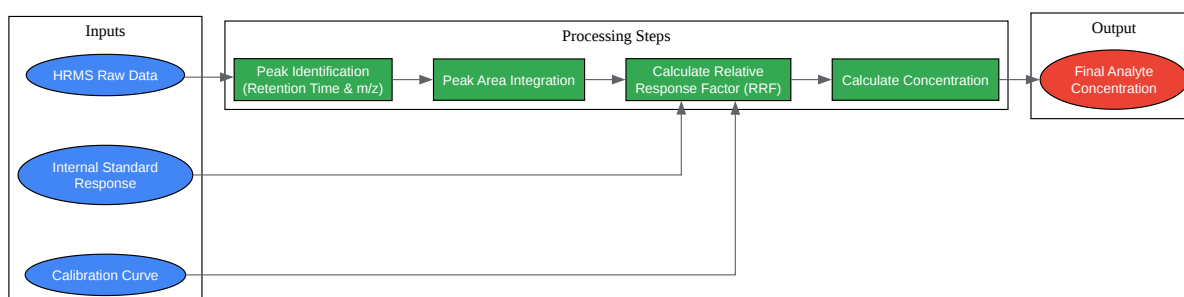 Inputs
HRMS Raw Data
Internal Standard
Response
Calibration Curve
Processing Steps
Peak Identification
(Retention Time & m/z)
Peak Area Integration
Calculate Relative
Response Factor (RRF)
Calculate Concentration
Output
Final Analyte
Concentration